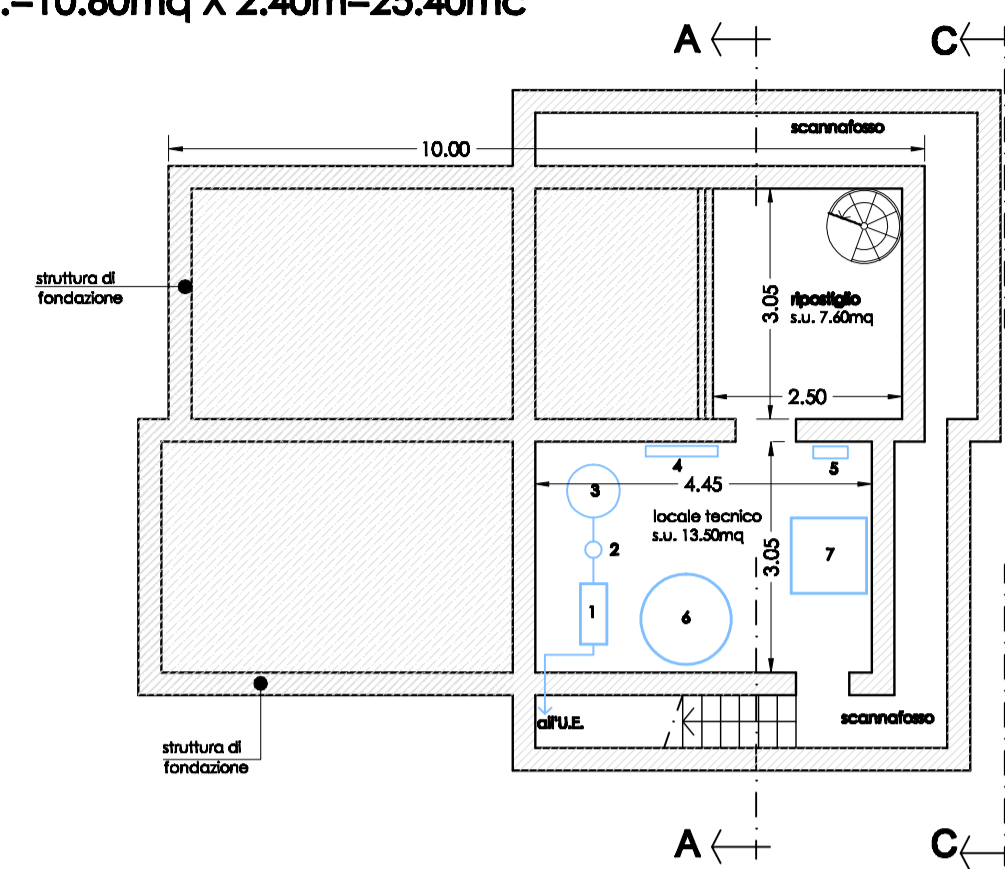 .=10.60mq X 2.40m=25.40mc
A
C
scannafosso
10.00
struttura di
fondazione
3.05
ripostiglio
s.u. 7.60mq
2.50
4
5
3
4.45
locale tecnico
s.u. 13.50mq
2
3.05
7
1
6
all'U.E.
scannafosso
struttura di
fondazione
A
C